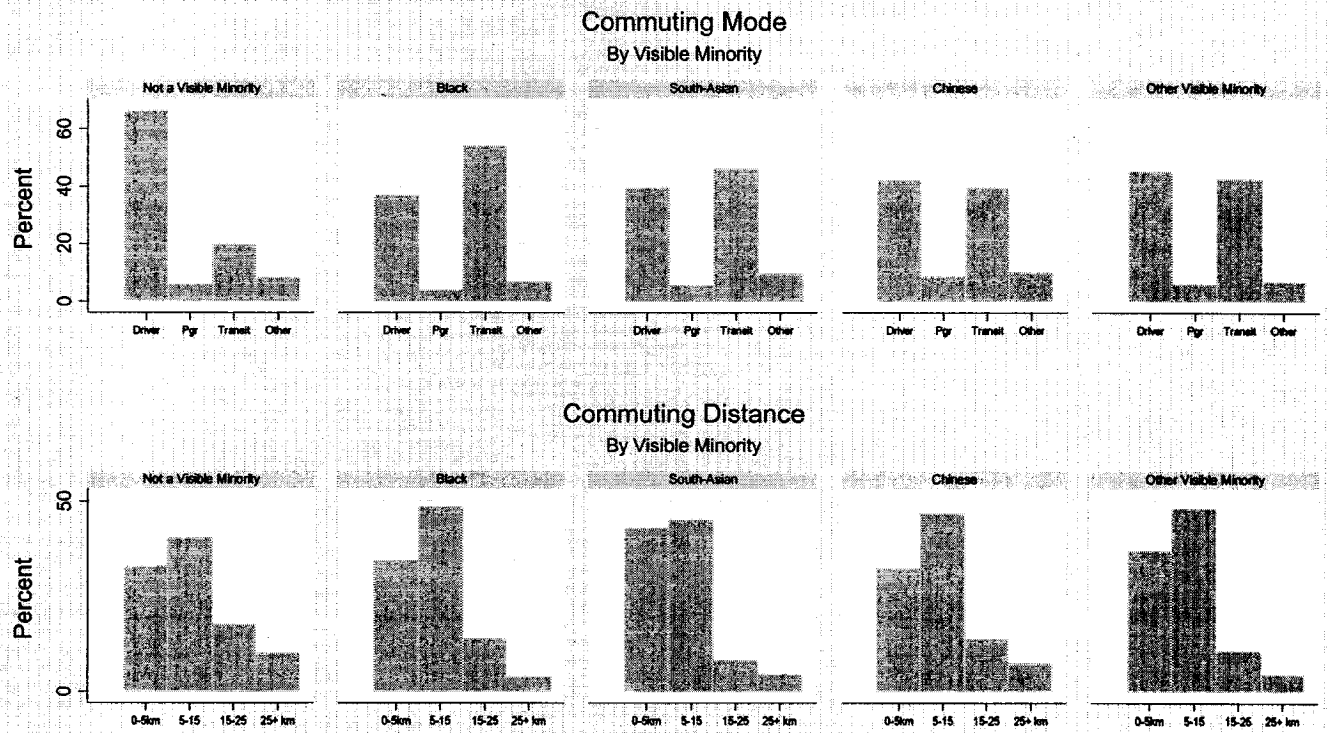 Commuting Mode
By Visible Minority
Not a Visible Minority Black South-Asian Chinese Other Visible Minority
Percent
60
40
20
0
Driver Pgr Transit Other Driver Pgr Transit Other Driver Pgr Transit Other Driver Pgr Transit Other Driver Pgr Transit Other
Commuting Distance
By Visible Minority
Not a Visible Minority Black South-Asian Chinese Other Visible Minority
Percent
50
0
0-5km 5-15 15-25 25+ km 0-5km 5-15 15-25 25+ km 0-5km 5-15 15-25 25+ km 0-5km 5-15 15-25 25+ km 0-5km 5-15 15-25 25+ km